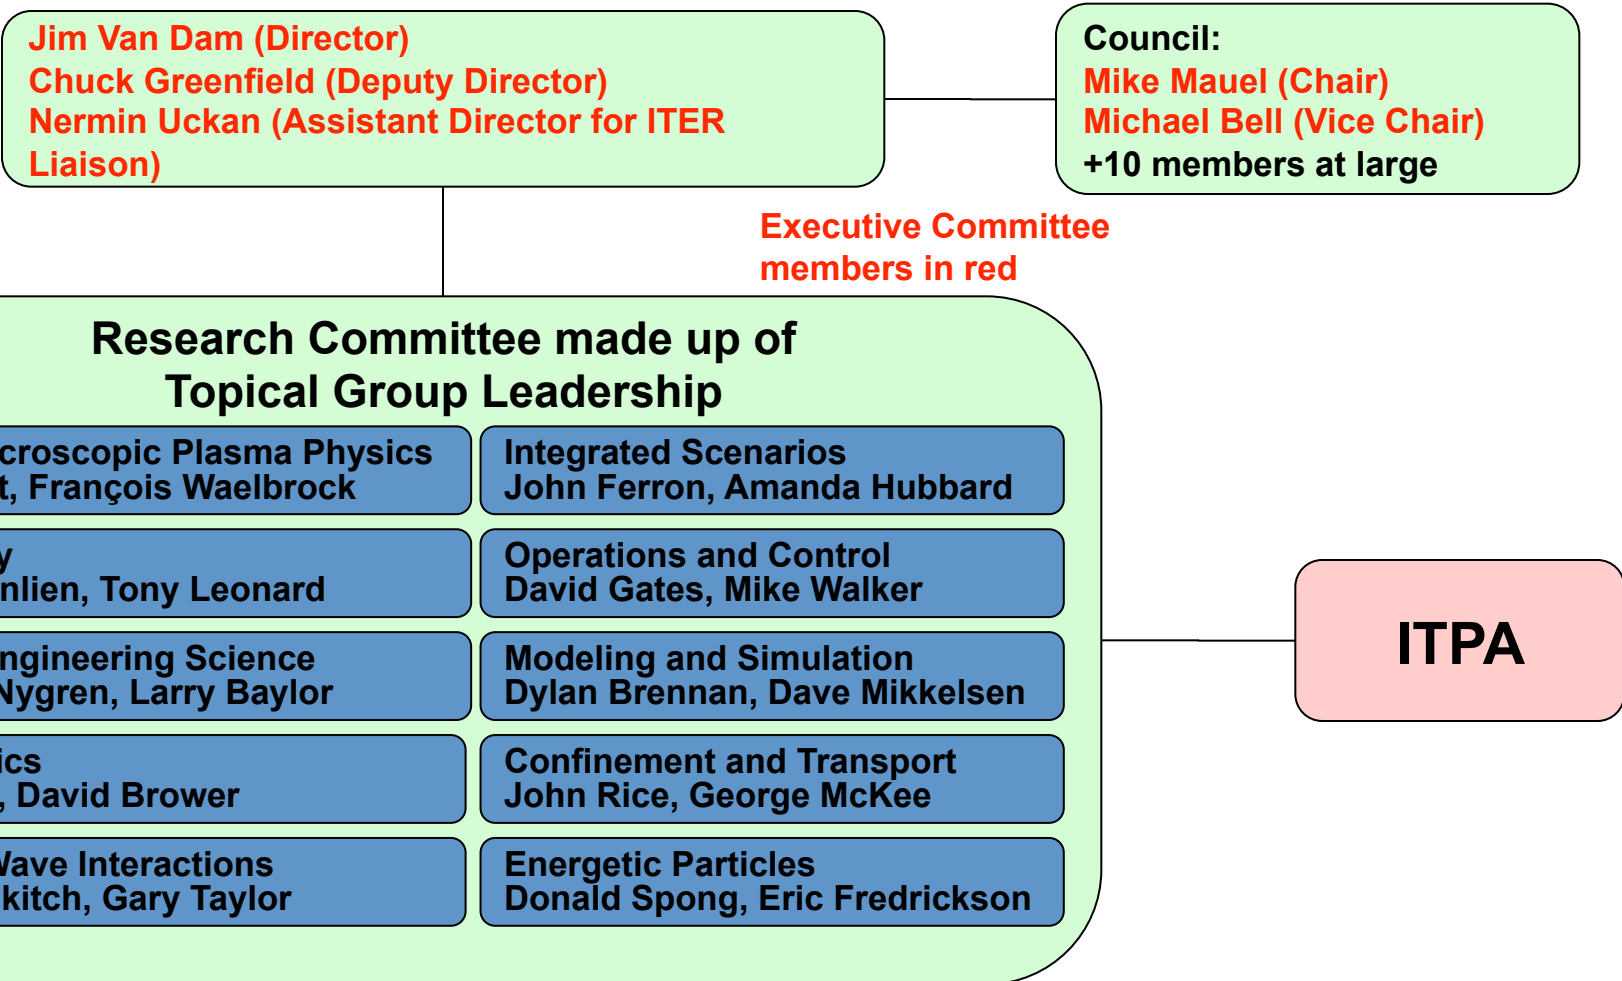 Jim Van Dam (Director)
Chuck Greenfield (Deputy Director)
Nermin Uckan (Assistant Director for ITER
Liaison)
Council:
Mike Mauel (Chair)
Michael Bell (Vice Chair)
+10 members at large
Executive Committee
members in red
Research Committee made up of
Topical Group Leadership
croscopic Plasma Physics
t, François Waelbrock
Integrated Scenarios
John Ferron, Amanda Hubbard
y
nlien, Tony Leonard
Operations and Control
David Gates, Mike Walker
ngineering Science
Nygren, Larry Baylor
Modeling and Simulation
Dylan Brennan, Dave Mikkelsen
ics
, David Brower
Confinement and Transport
John Rice, George McKee
Wave Interactions
kitch, Gary Taylor
Energetic Particles
Donald Spong, Eric Fredrickson
ITPA